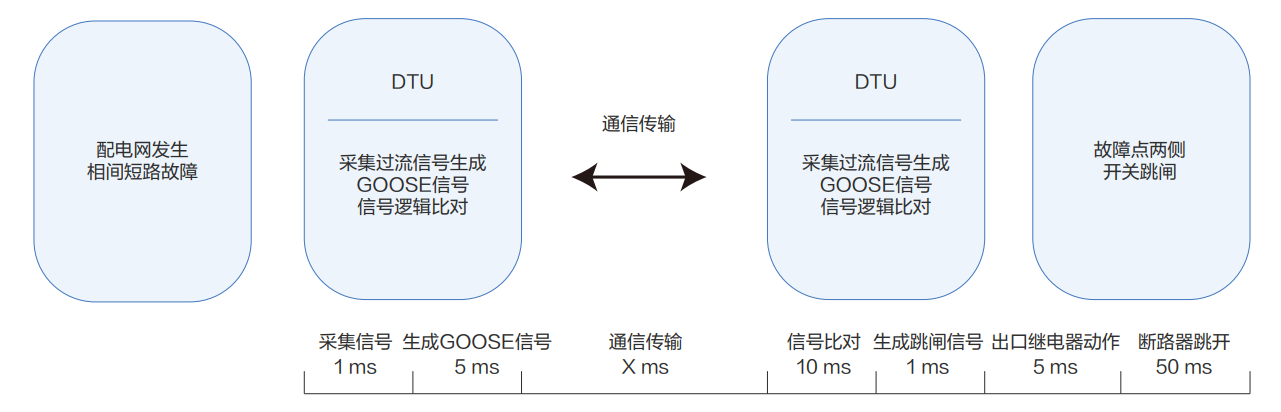 配电网发生
相间短路故障
DTU
采集过流信号生成
GOOSE信号
信号逻辑比对
通信传输
DTU
采集过流信号生成
GOOSE信号
信号逻辑比对
故障点两侧
开关跳闸
采集信号
1 ms
生成GOOSE信号
5 ms
通信传输
X ms
信号比对
10 ms
生成跳闸信号
1 ms
出口继电器动作
5 ms
断路器跳开
50 ms